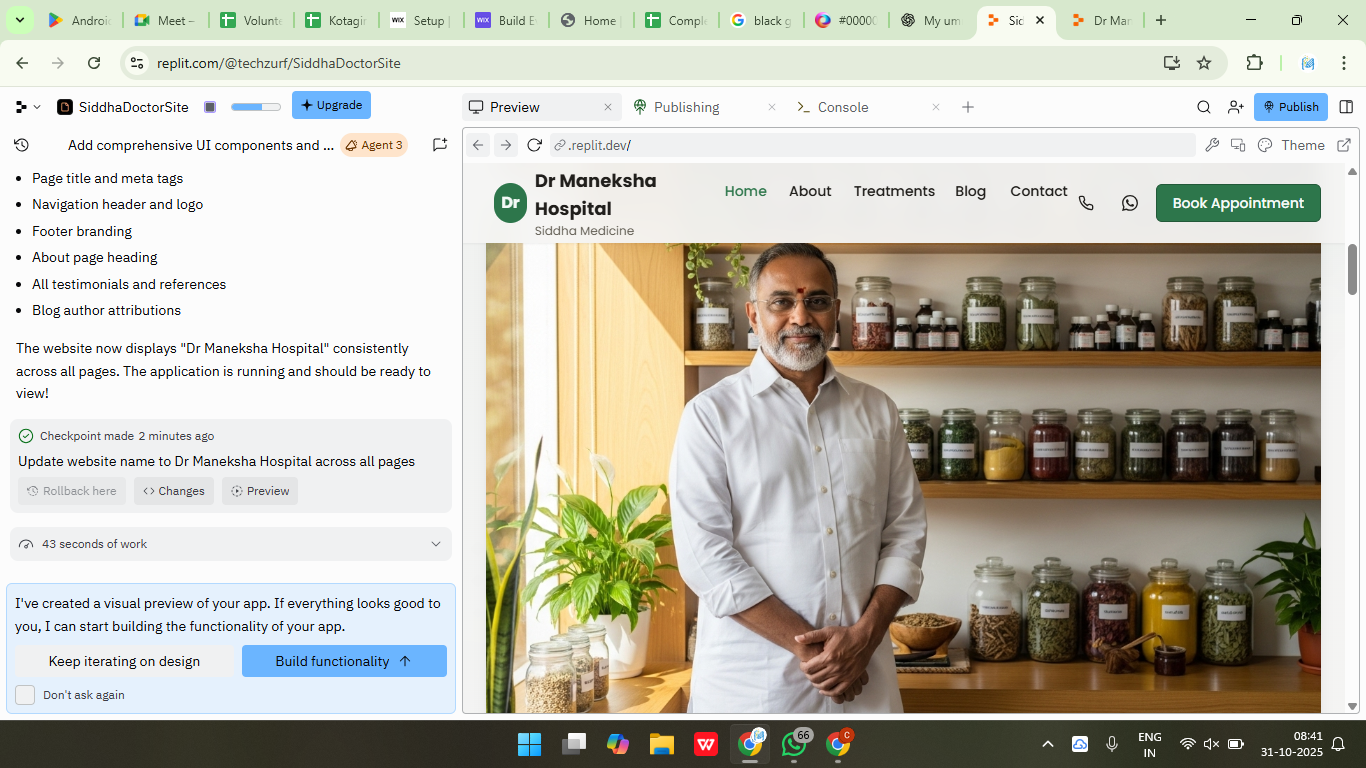 Androi
Meet –
Volunte
Kotagir
WIX
Setup |
WIX
Build E
Home |
Comple
black g
#0000
My um
Sid
Dr Mar
replit.com/@techzurf/SiddhaDoctorSite
SiddhaDoctorSite
Upgrade
Preview
Publishing
Console
Publish
Add comprehensive UI components and ...
Agent 3
.replit.dev/
Theme
• Page title and meta tags
• Navigation header and logo
• Footer branding
• About page heading
• All testimonials and references
• Blog author attributions
The website now displays "Dr Maneksha Hospital" consistently
across all pages. The application is running and should be ready to
view!
Checkpoint made 2 minutes ago
Update website name to Dr Maneksha Hospital across all pages
Rollback here
Changes
Preview
43 seconds of work
I've created a visual preview of your app. If everything looks good to
you, I can start building the functionality of your app.
Keep iterating on design
Build functionality
Don't ask again
Dr
Dr Maneksha
Hospital
Siddha Medicine
Home
About
Treatments
Blog
Contact
Book Appointment
66
C
ENG
IN
08:41
31-10-2025